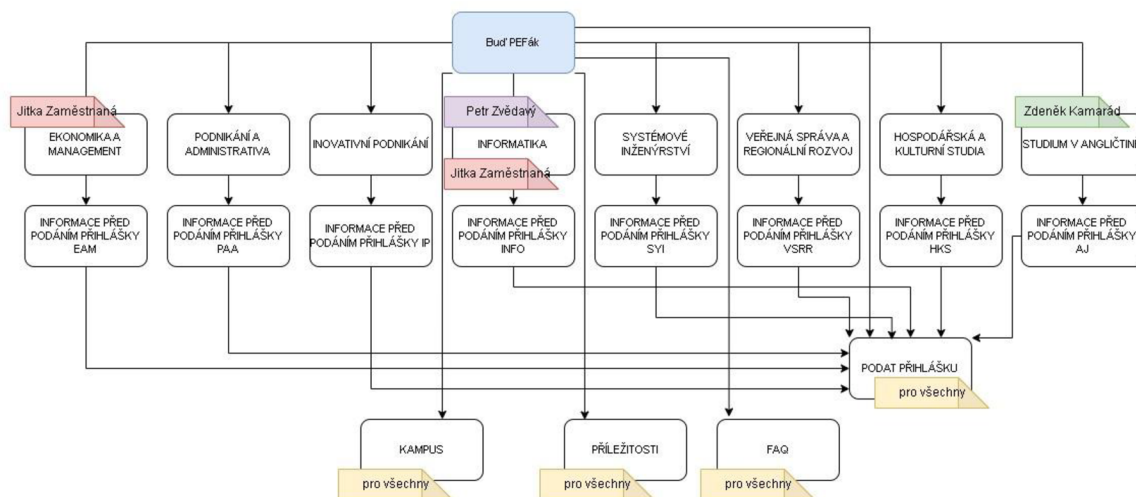 Buď PEFák
Jitka Zaměstnaná
EKONOMIKA A
MANAGEMENT
PODNIKÁNÍ A
ADMINISTRATIVA
INOVATIVNÍ PODNIKÁNÍ
Petr Zvědavý
INFORMATIKA
Jitka Zaměstnaná
SYSTÉMOVÉ
INŽENÝRSTVÍ
VEŘEJNÁ SPRÁVA A
REGIONÁLNÍ ROZVOJ
HOSPODÁŘSKÁ A
KULTURNÍ STUDIA
Zdeněk Kamarád
STUDIUM V ANGLIČTINĚ
INFORMACE PŘED
PODÁNÍM PŘIHLÁŠKY
EAM
INFORMACE PŘED
PODÁNÍM PŘIHLÁŠKY
PAA
INFORMACE PŘED
PODÁNÍM PŘIHLÁŠKY IP
INFORMACE PŘED
PODÁNÍM PŘIHLÁŠKY
INFO
INFORMACE PŘED
PODÁNÍM PŘIHLÁŠKY
SYI
INFORMACE PŘED
PODÁNÍM PŘIHLÁŠKY
VSRR
INFORMACE PŘED
PODÁNÍM PŘIHLÁŠKY
HKS
INFORMACE PŘED
PODÁNÍM PŘIHLÁŠKY
AJ
PODAT PŘIHLÁŠKU
pro všechny
KAMPUS
pro všechny
PŘÍLEŽITOSTI
pro všechny
FAQ
pro všechny